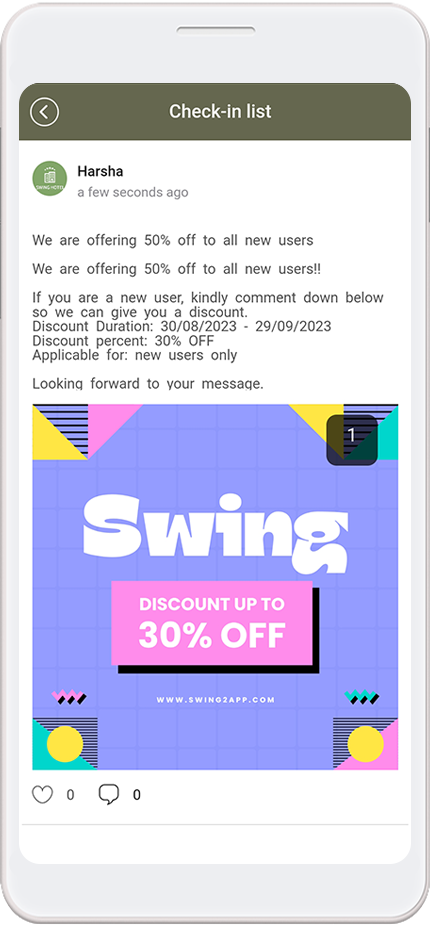 Check-in list
Harsha
a few seconds ago
We are offering 50% off to all new users
We are offering 50% off to all new users!!
If you are a new user, kindly comment down below
so we can give you a discount.
Discount Duration: 30/08/2023 - 29/09/2023
Discount percent: 30% OFF
Applicable for: new users only
Looking forward to your message.
1
Swing
DISCOUNT UP TO
30% OFF
WWW.SWING2APP.COM
0 0